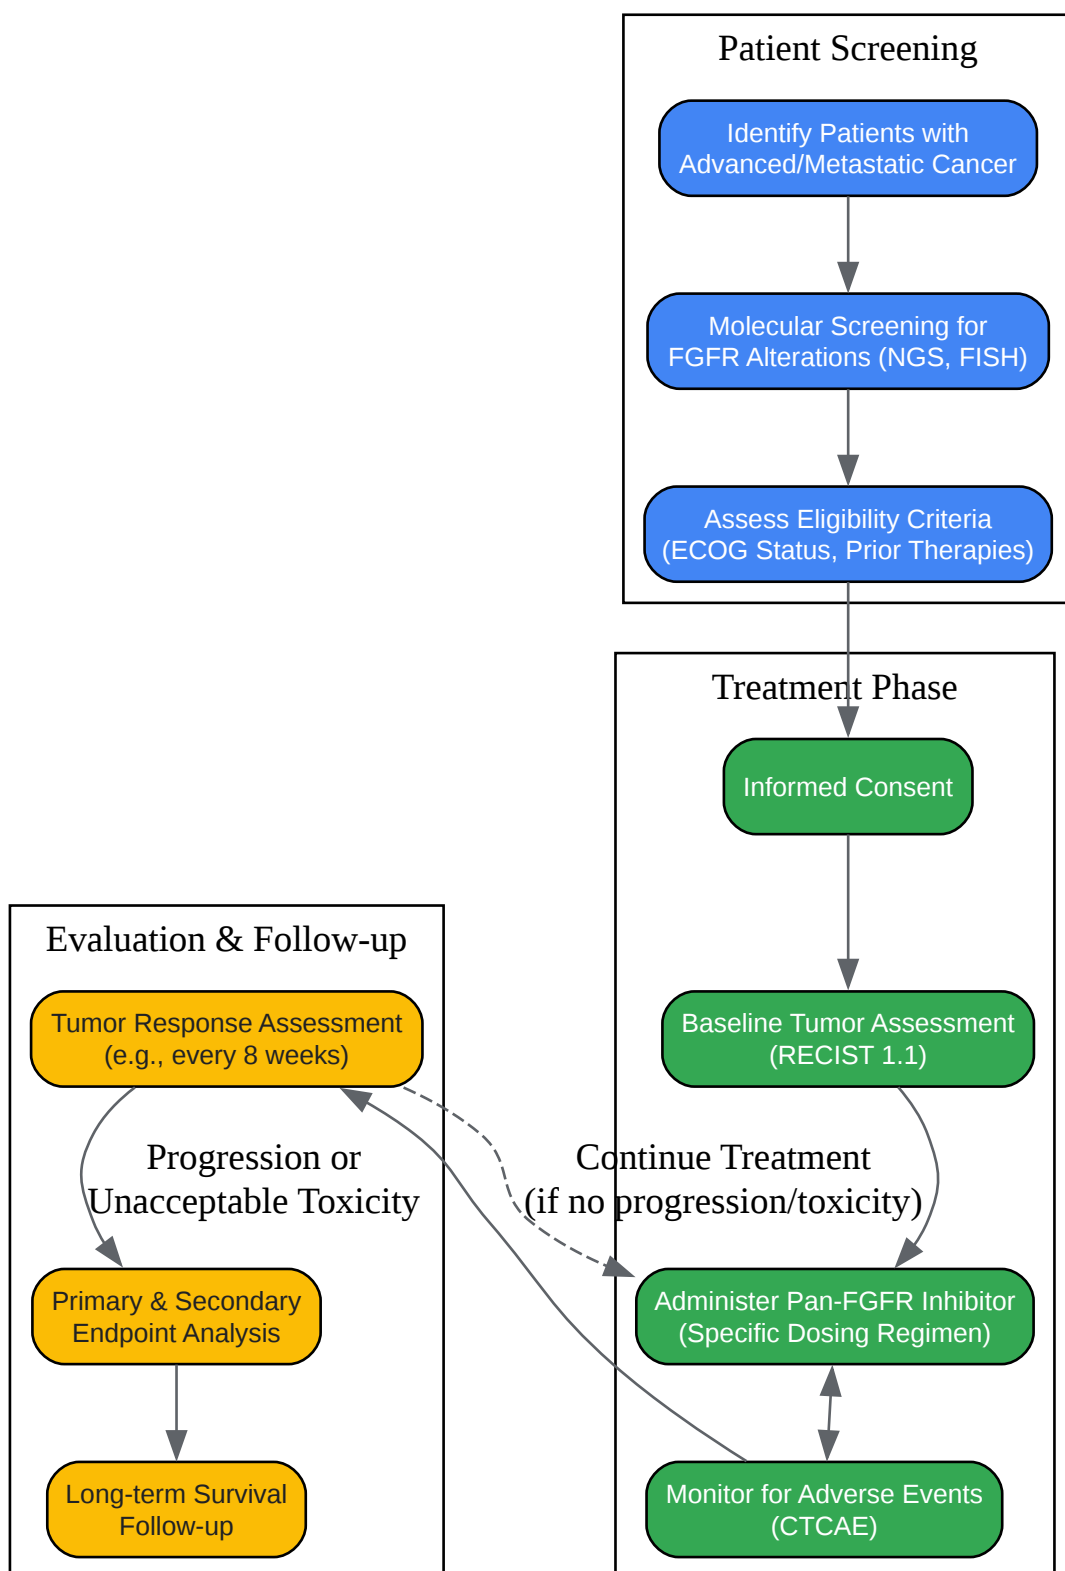 Patient Screening
Identify Patients with
Advanced/Metastatic Cancer
Molecular Screening for
FGFR Alterations (NGS, FISH)
Assess Eligibility Criteria
(ECOG Status, Prior Therapies)
Treatment Phase
Informed Consent
Baseline Tumor Assessment
(RECIST 1.1)
Continue Treatment
(if no progression/toxicity)
Administer Pan-FGFR Inhibitor
(Specific Dosing Regimen)
Monitor for Adverse Events
(CTCAE)
Evaluation & Follow-up
Tumor Response Assessment
(e.g., every 8 weeks)
Progression or
Unacceptable Toxicity
Primary & Secondary
Endpoint Analysis
Long-term Survival
Follow-up